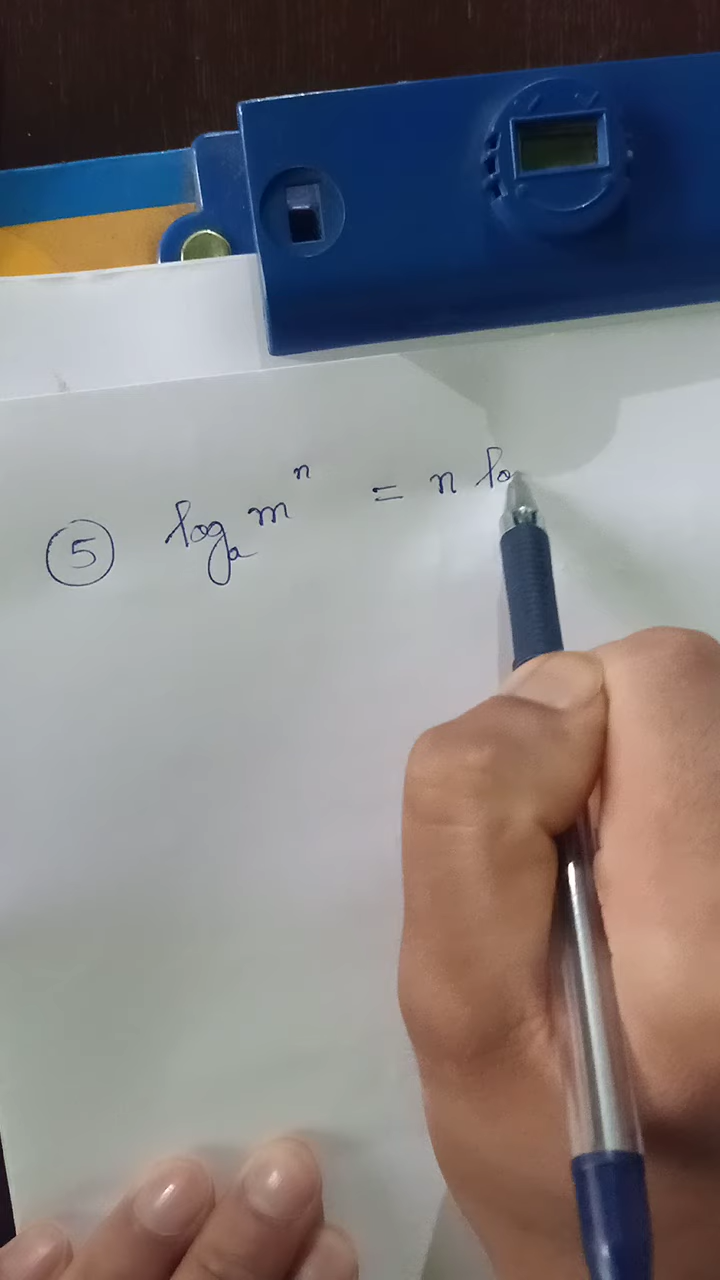 ⑤ logₐ mⁿ = n lo